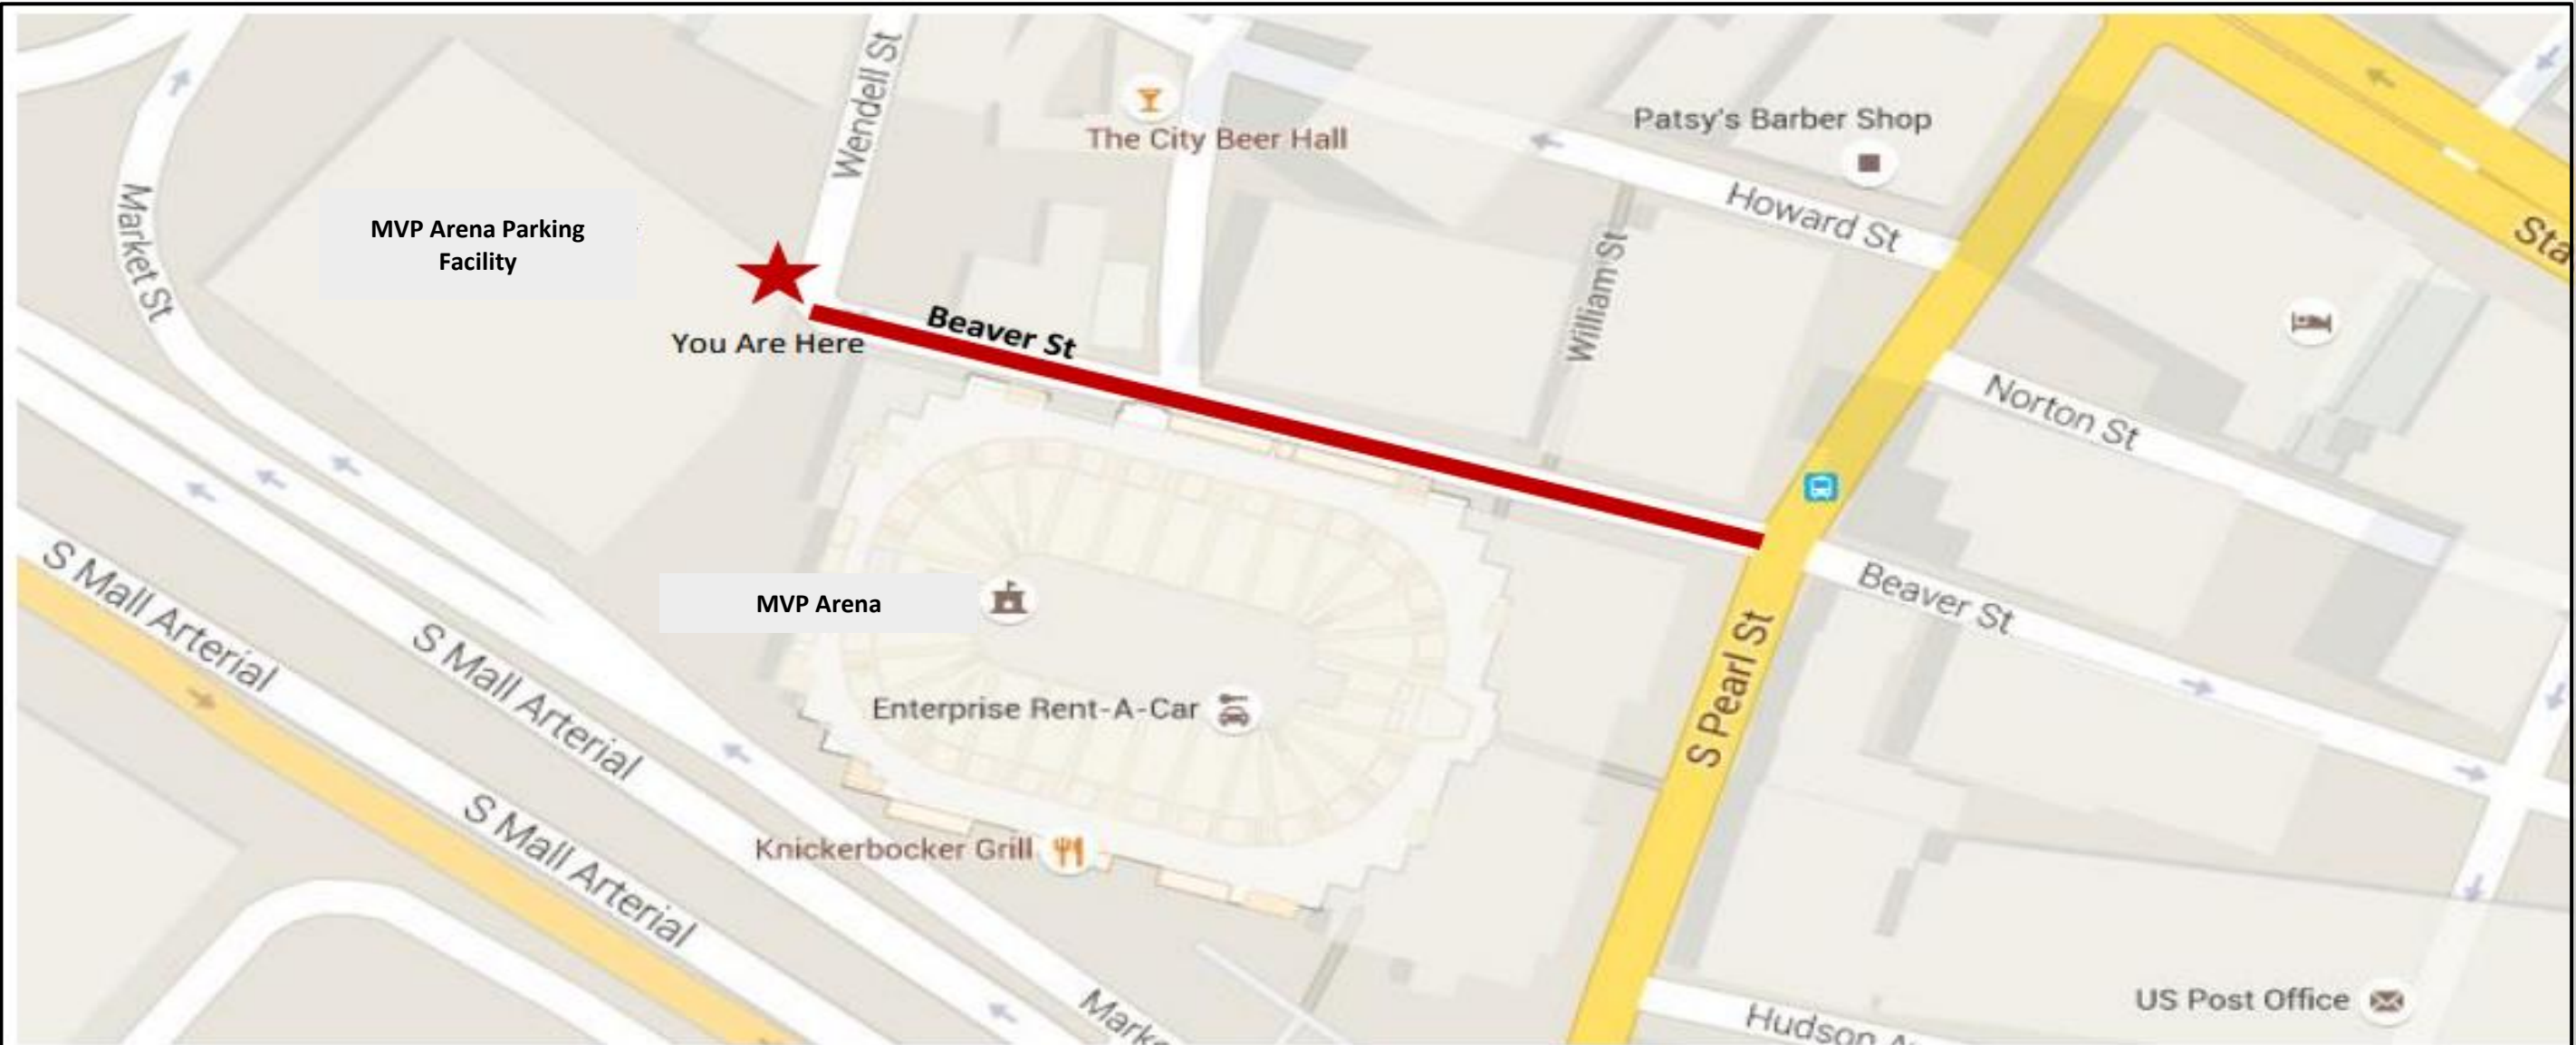 Wendell St
The City Beer Hall
Patsy's Barber Shop
Howard St
Market St
MVP Arena Parking
Facility
William St
You Are Here
Beaver St
Norton St
MVP Arena
Beaver St
S Pearl St
S Mall Arterial
S Mall Arterial
S Mall Arterial
Enterprise Rent-A-Car
Knickerbocker Grill
US Post Office
Hudson